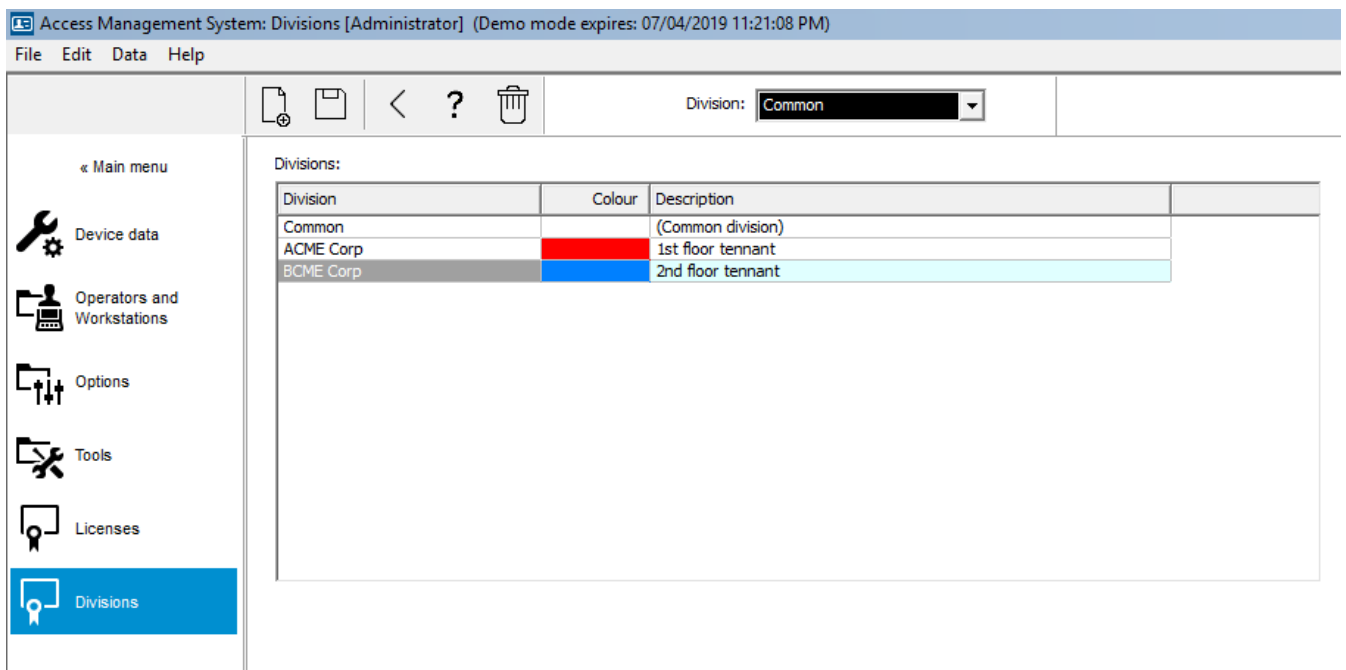 Access Management System: Divisions [Administrator] (Demo mode expires: 07/04/2019 11:21:08 PM)
File Edit Data Help
? Division: Common
« Main menu
Device data
Operators and
Workstations
Options
Tools
Licenses
Divisions
Divisions:
Division Colour Description
Common (Common division)
ACME Corp 1st floor tennant
BCME Corp 2nd floor tennant